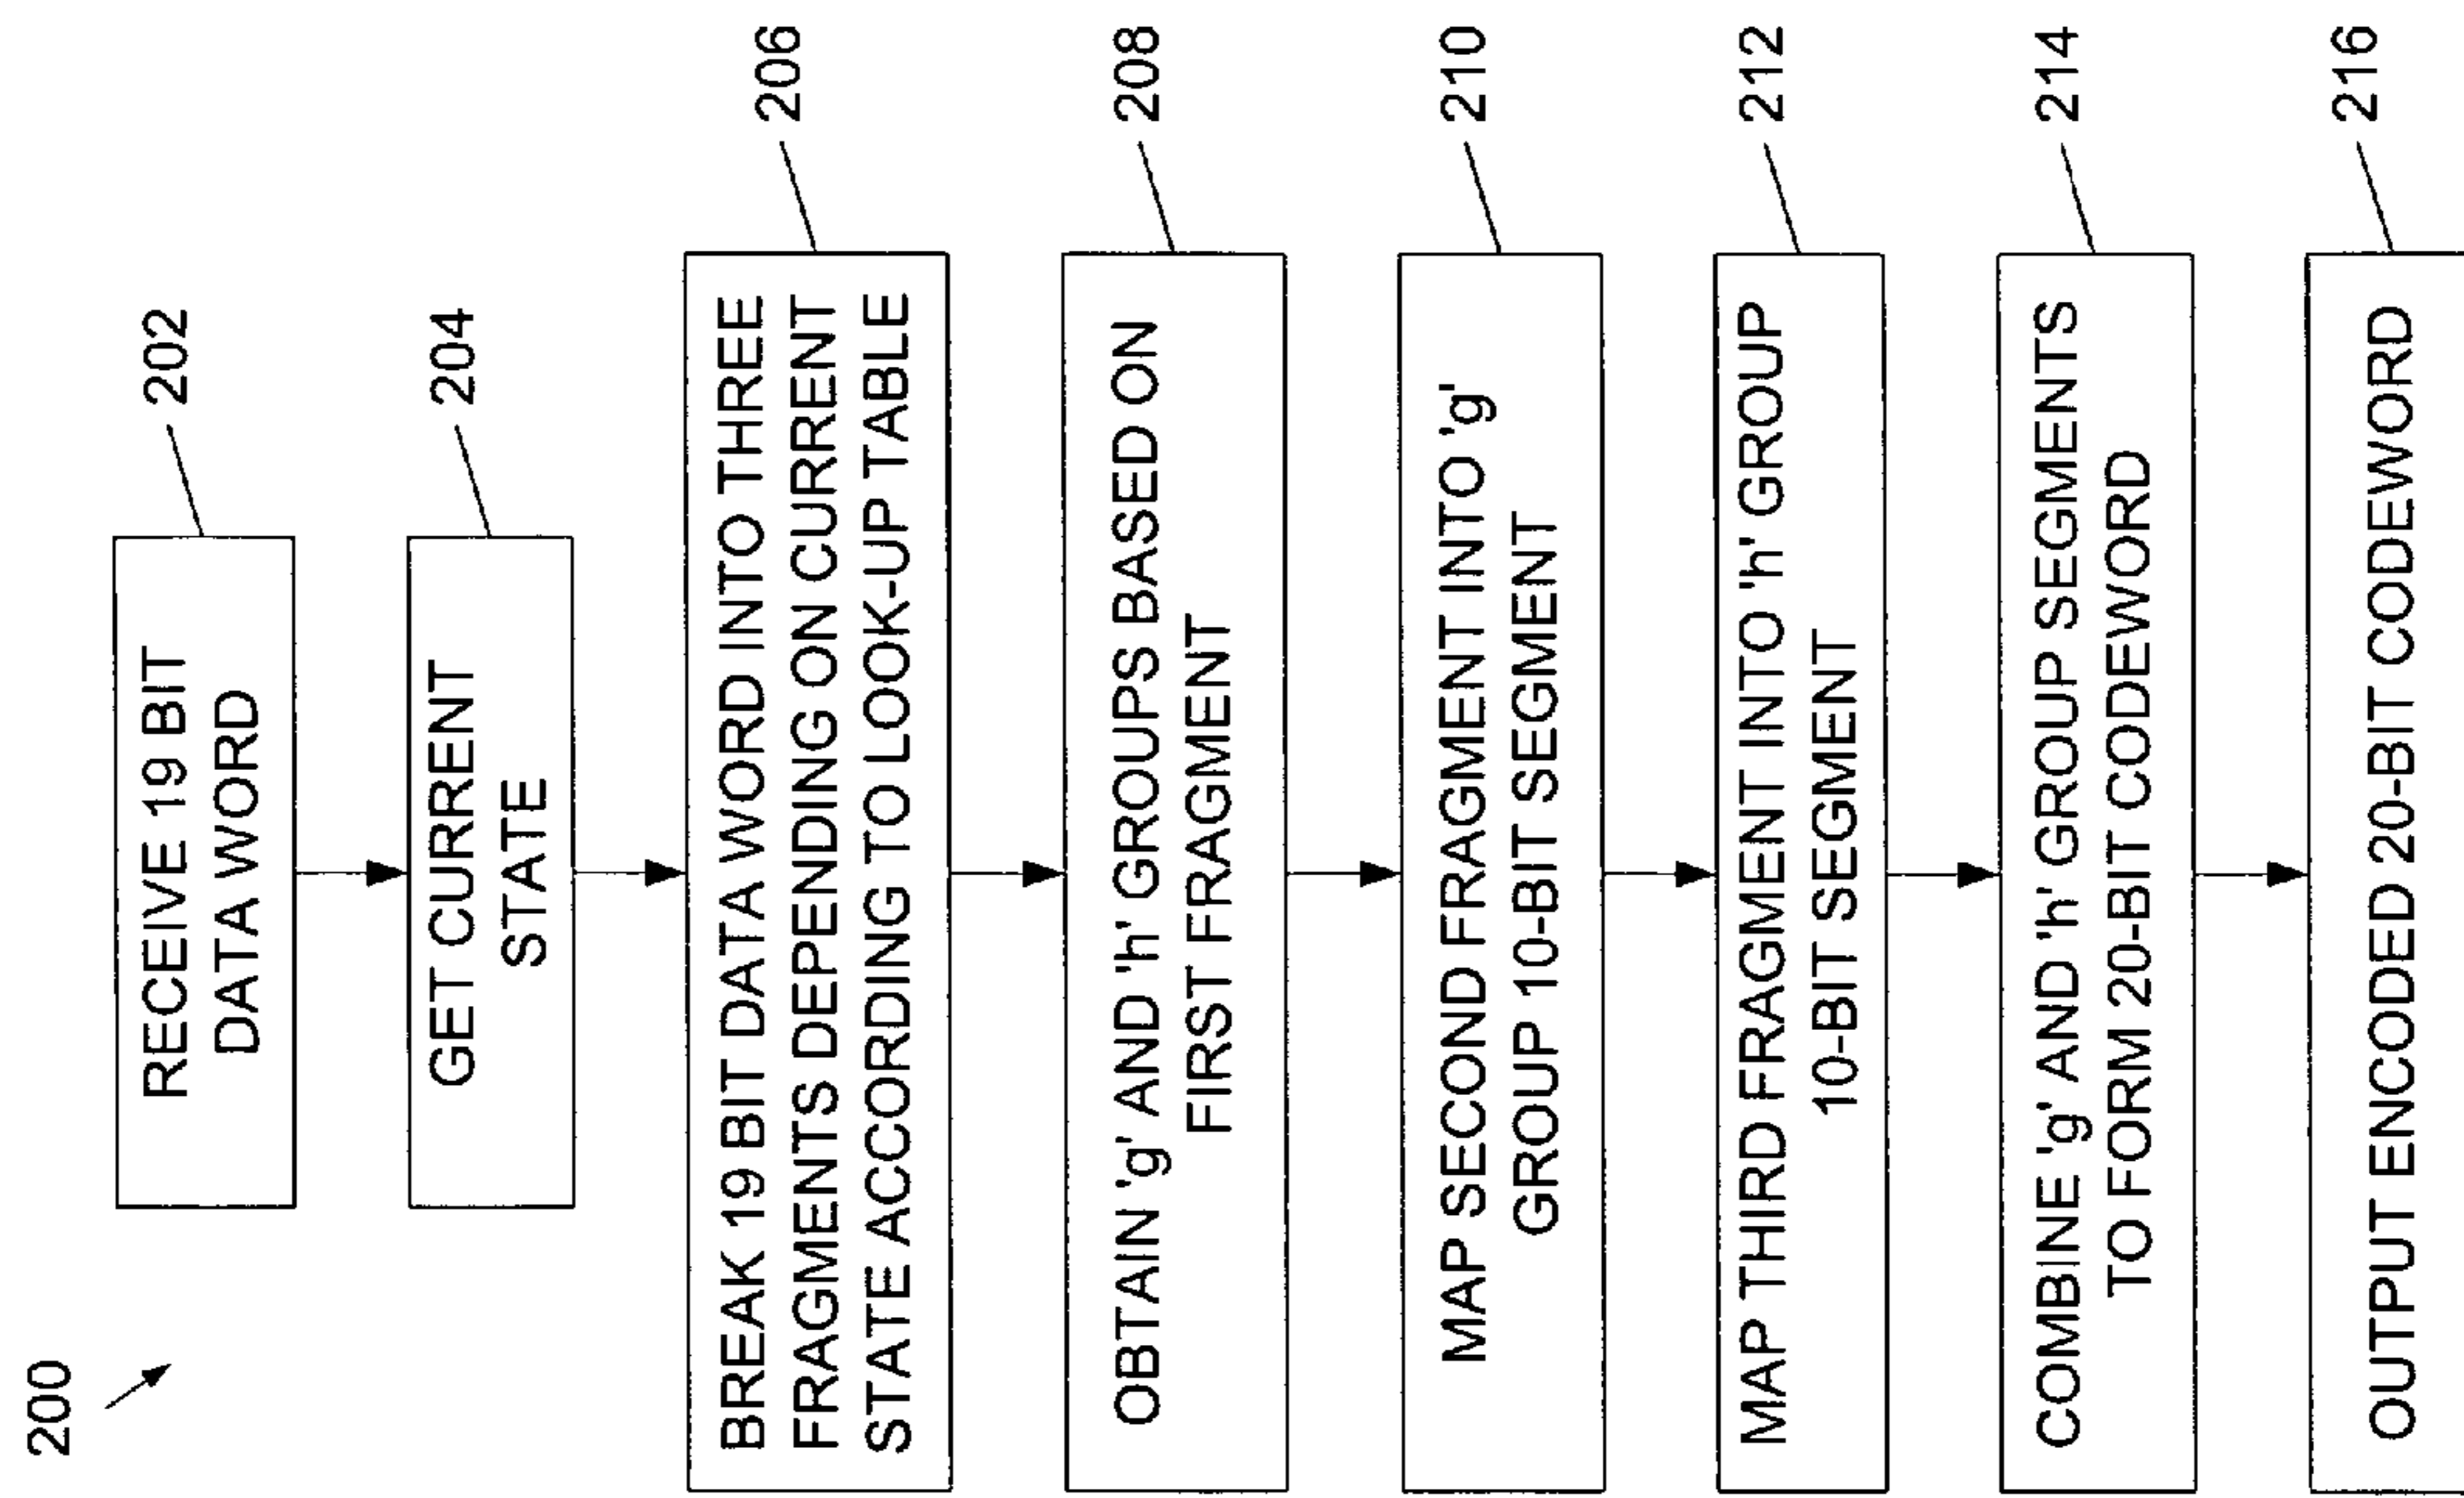 200
RECEIVE 19 BIT
DATA WORD
202
GET CURRENT
STATE
204
BREAK 19 BIT DATA WORD INTO THREE
FRAGMENTS DEPENDING ON CURRENT
STATE ACCORDING TO LOOK-UP TABLE
206
OBTAIN 'g' AND 'h' GROUPS BASED ON
FIRST FRAGMENT
208
MAP SECOND FRAGMENT INTO 'g'
GROUP 10-BIT SEGMENT
210
MAP THIRD FRAGMENT INTO 'h' GROUP
10-BIT SEGMENT
212
COMBINE 'g' AND 'h' GROUP SEGMENTS
TO FORM 20-BIT CODEWORD
214
OUTPUT ENCODED 20-BIT CODEWORD
216